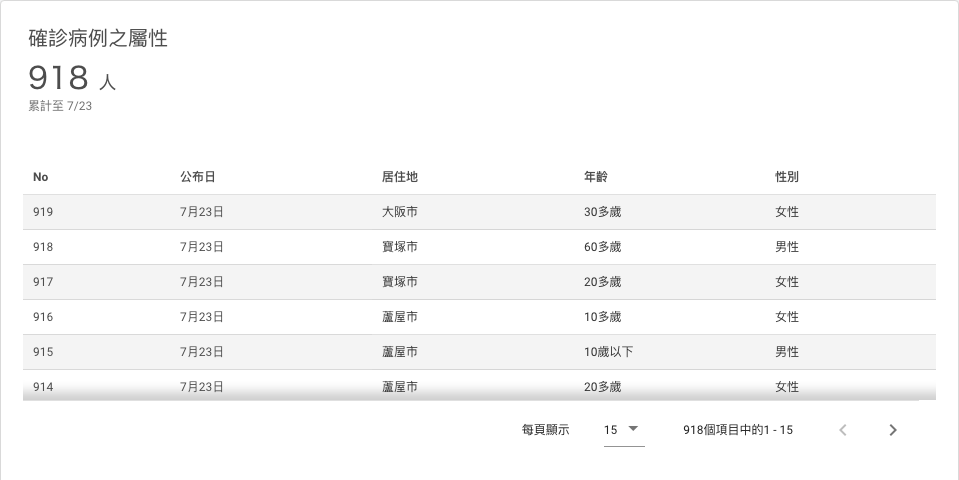 確診病例之屬性
918 人
累計至 7/23
No 公布日 居住地 年齡 性別
919 7月23日 大阪市 30多歲 女性
918 7月23日 寶塚市 60多歲 男性
917 7月23日 寶塚市 20多歲 女性
916 7月23日 蘆屋市 10多歲 女性
915 7月23日 蘆屋市 10歲以下 男性
914 7月23日 蘆屋市 20多歲 女性
每頁顯示 15 918個項目中的1 - 15